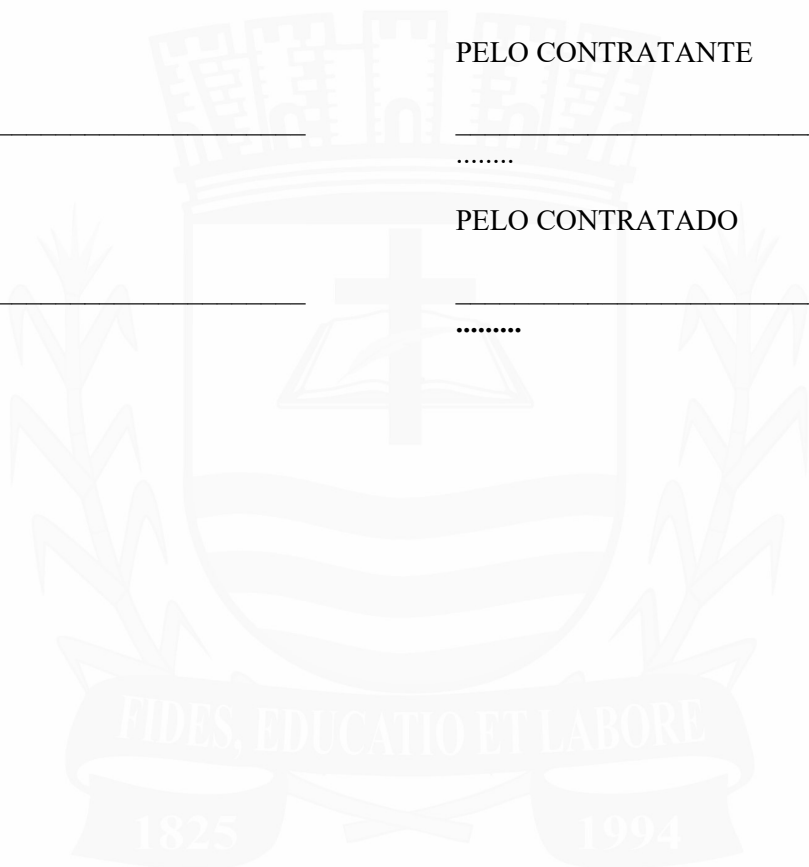 PELO CONTRATANTE
........
PELO CONTRATADO
.........
FIDES, EDUCATIO ET LABORE
1825
1994